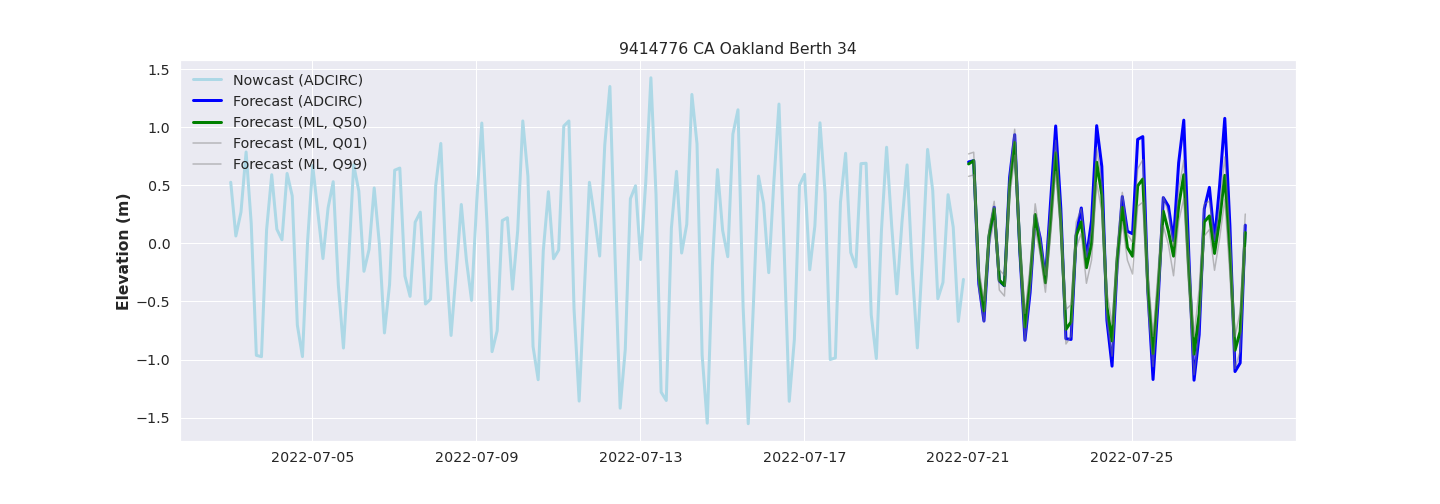 9414776 CA Oakland Berth 34
Elevation (m)
1.5
1.0
0.5
0.0
−0.5
−1.0
−1.5
Nowcast (ADCIRC)
Forecast (ADCIRC)
Forecast (ML, Q50)
Forecast (ML, Q01)
Forecast (ML, Q99)
2022-07-05
2022-07-09
2022-07-13
2022-07-17
2022-07-21
2022-07-25